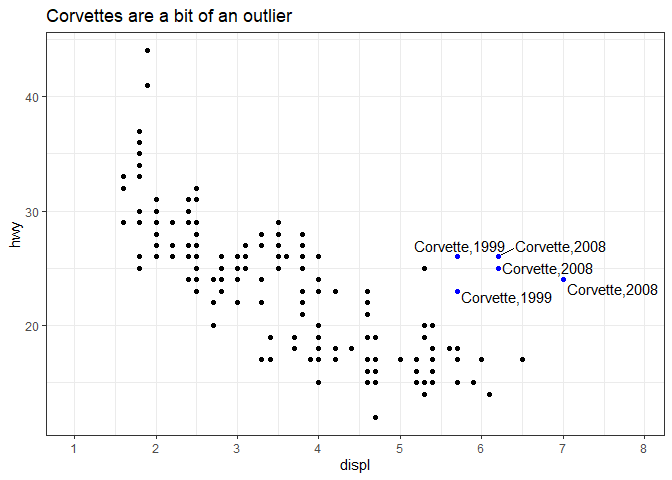 Corvettes are a bit of an outlier
40
30
20
hwy
Corvette,1999
Corvette,2008
Corvette,2008
Corvette,2008
Corvette,1999
1 2 3 4 5 6 7 8
displ